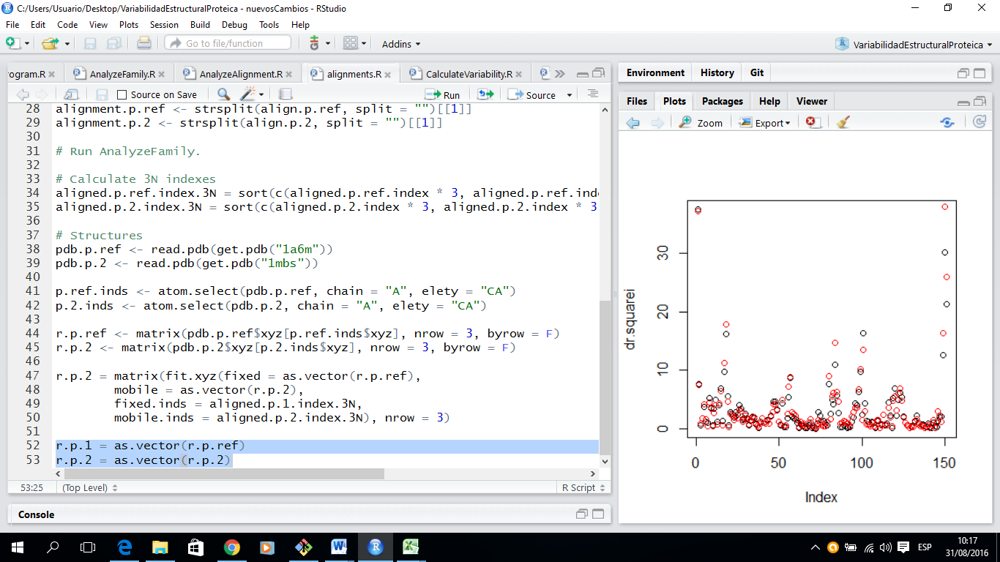 C:/Users/Usuario/Desktop/VariabilidadEstructuralProteica - nuevosCambios - RStudio
File Edit Code View Plots Session Build Debug Tools Help
Go to file/function Addins VariabilidadEstructuralProteica
rogram.R AnalyzeFamily.R AnalyzeAlignment.R alignments.R CalculateVariability.R
Source on Save Run Source
28 alignment.p.ref <- strsplit(align.p.ref, split = "")[[1]]
29 alignment.p.2 <- strsplit(align.p.2, split = "")[[1]]
30
31 # Run AnalyzeFamily.
32
33 # Calculate 3N indexes
34 aligned.p.ref.index.3N = sort(c(aligned.p.ref.index * 3, aligned.p.ref.inde
35 aligned.p.2.index.3N = sort(c(aligned.p.2.index * 3, aligned.p.2.index * 3
36
37 # Structures
38 pdb.p.ref <- read.pdb(get.pdb("1a6m"))
39 pdb.p.2 <- read.pdb(get.pdb("1mbs"))
40
41 p.ref.inds <- atom.select(pdb.p.ref, chain = "A", elety = "CA")
42 p.2.inds <- atom.select(pdb.p.2, chain = "A", elety = "CA")
43
44 r.p.ref <- matrix(pdb.p.ref$xyz[p.ref.inds$xyz], nrow = 3, byrow = F)
45 r.p.2 <- matrix(pdb.p.2$xyz[p.2.inds$xyz], nrow = 3, byrow = F)
46
47 r.p.2 = matrix(fit.xyz(fixed = as.vector(r.p.ref),
48 mobile = as.vector(r.p.2),
49 fixed.inds = aligned.p.1.index.3N,
50 mobile.inds = aligned.p.2.index.3N), nrow = 3)
51
52 r.p.1 = as.vector(r.p.ref)
53 r.p.2 = as.vector(r.p.2)
53:25 (Top Level) R Script
Console
Environment History Git
Files Plots Packages Help Viewer
Zoom Export
dr.squarei
30
20
10
0
0 50 100 150
Index
ESP
10:17
31/08/2016